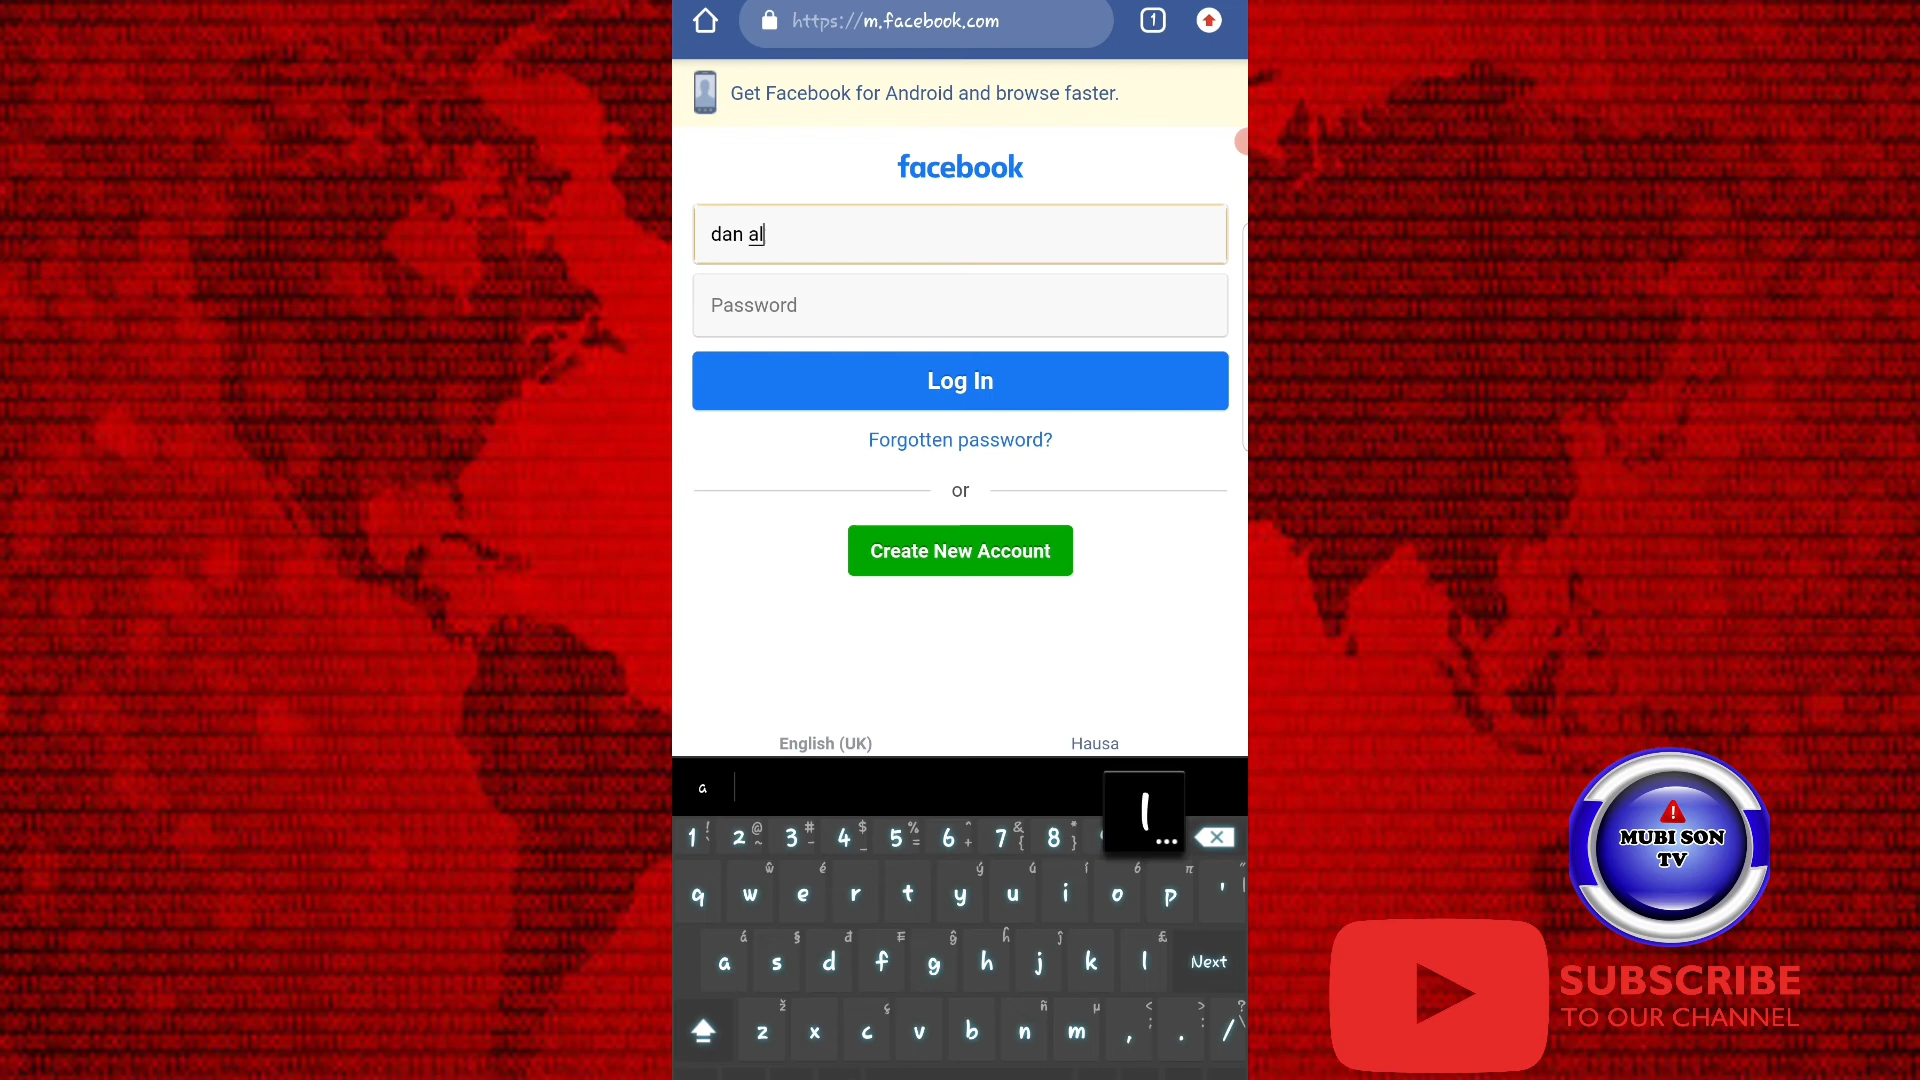 https://m.facebook.com
1
Get Facebook for Android and browse faster.
facebook
dan al
Password
Log In
Forgotten password?
or
Create New Account
English (UK)
Hausa
a
l
...
1 2 3 4 5 6 7 8
q w e r t y u i o p '
a s d f g h j k l Next
z x c v b n m , . /
MUBI SON
TV
SUBSCRIBE
TO OUR CHANNEL